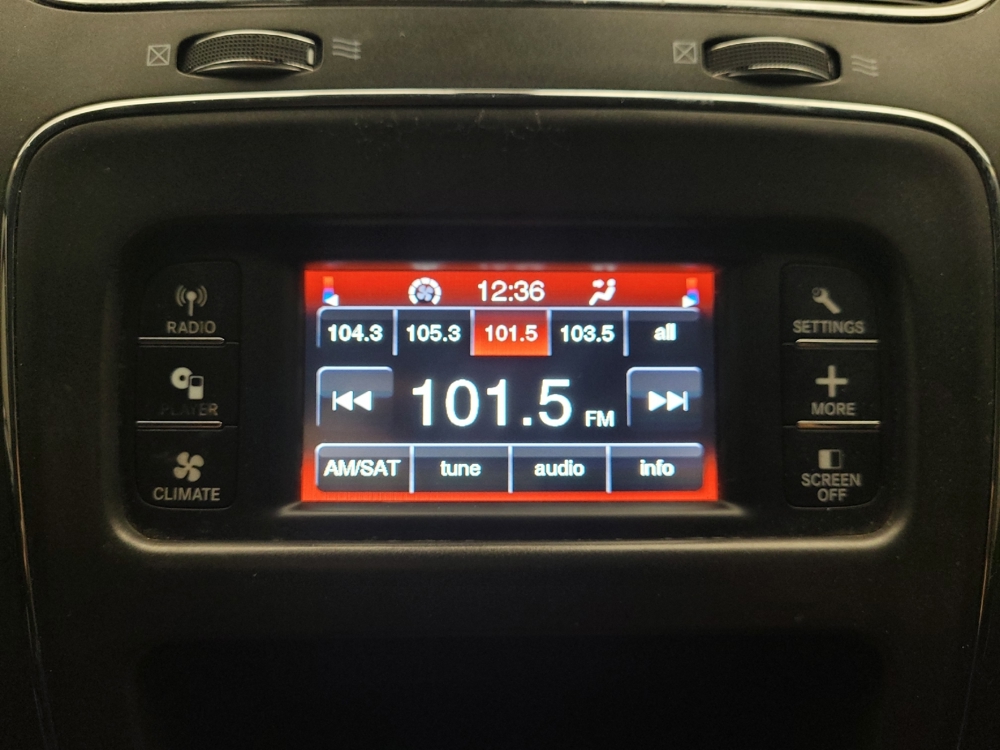 12:36
104.3 105.3 101.5 103.5 all
101.5 FM
AM/SAT tune audio info
RADIO
PLAYER
CLIMATE
SETTINGS
MORE
SCREEN
OFF